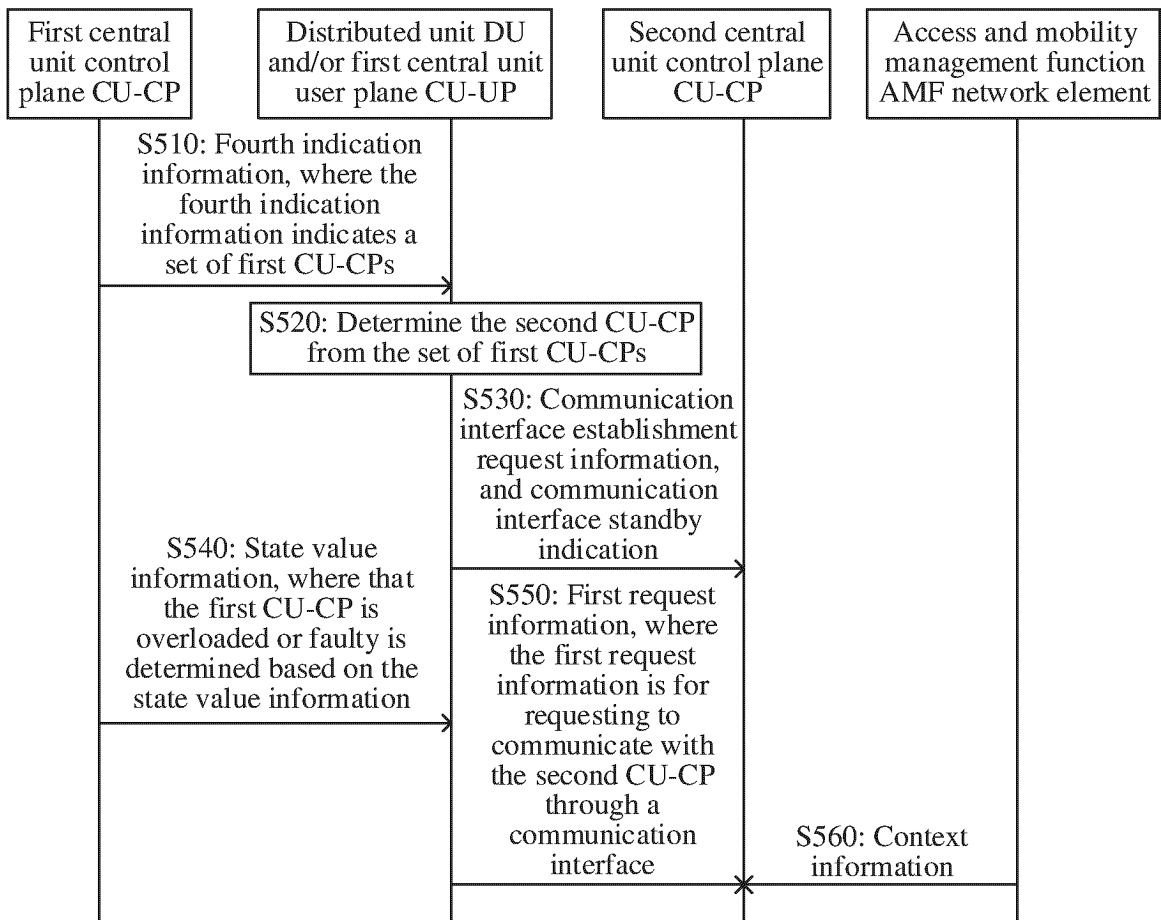 First central
unit control
plane CU-CP
Distributed unit DU
and/or first central unit
user plane CU-UP
Second central
unit control plane
CU-CP
Access and mobility
management function
AMF network element
S510: Fourth indication
information, where the
fourth indication
information indicates a
set of first CU-CPs
S520: Determine the second CU-CP
from the set of first CU-CPs
S530: Communication
interface establishment
request information,
and communication
interface standby
indication
S540: State value
information, where that
the first CU-CP is
overloaded or faulty is
determined based on the
state value information
S550: First request
information, where
the first request
information is for
requesting to
communicate with
the second CU-CP
through a
communication
interface
S560: Context
information